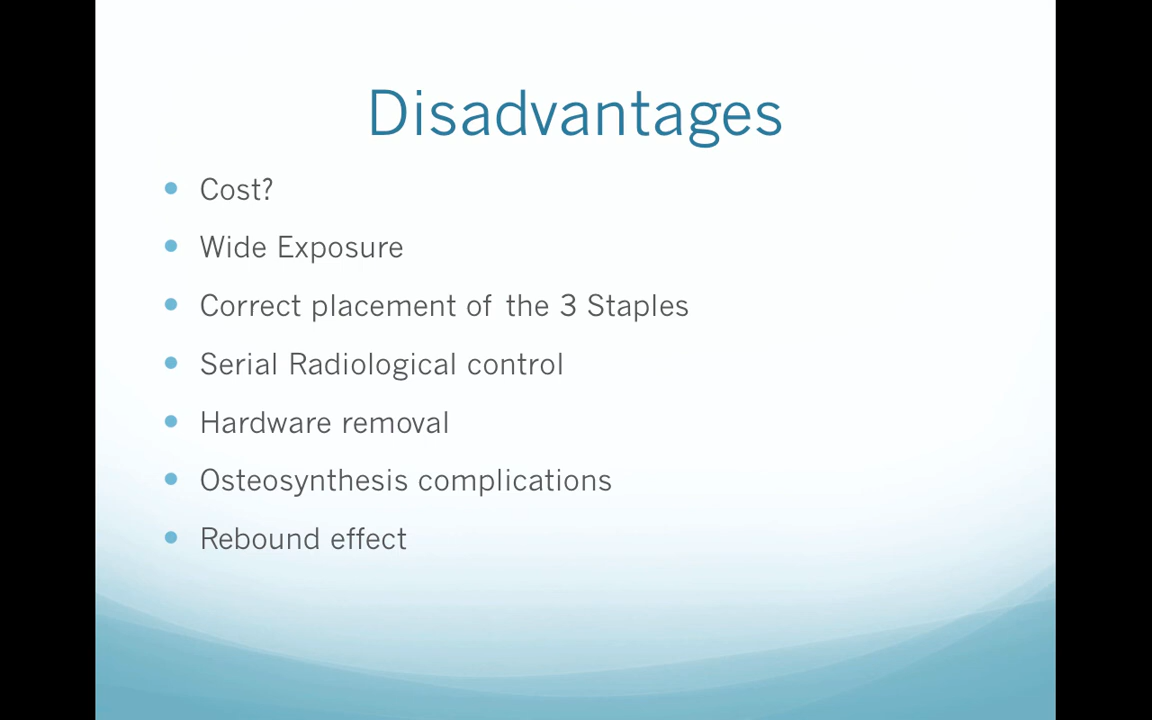 Disadvantages
Cost?
Wide Exposure
Correct placement of the 3 Staples
Serial Radiological control
Hardware removal
Osteosynthesis complications
Rebound effect